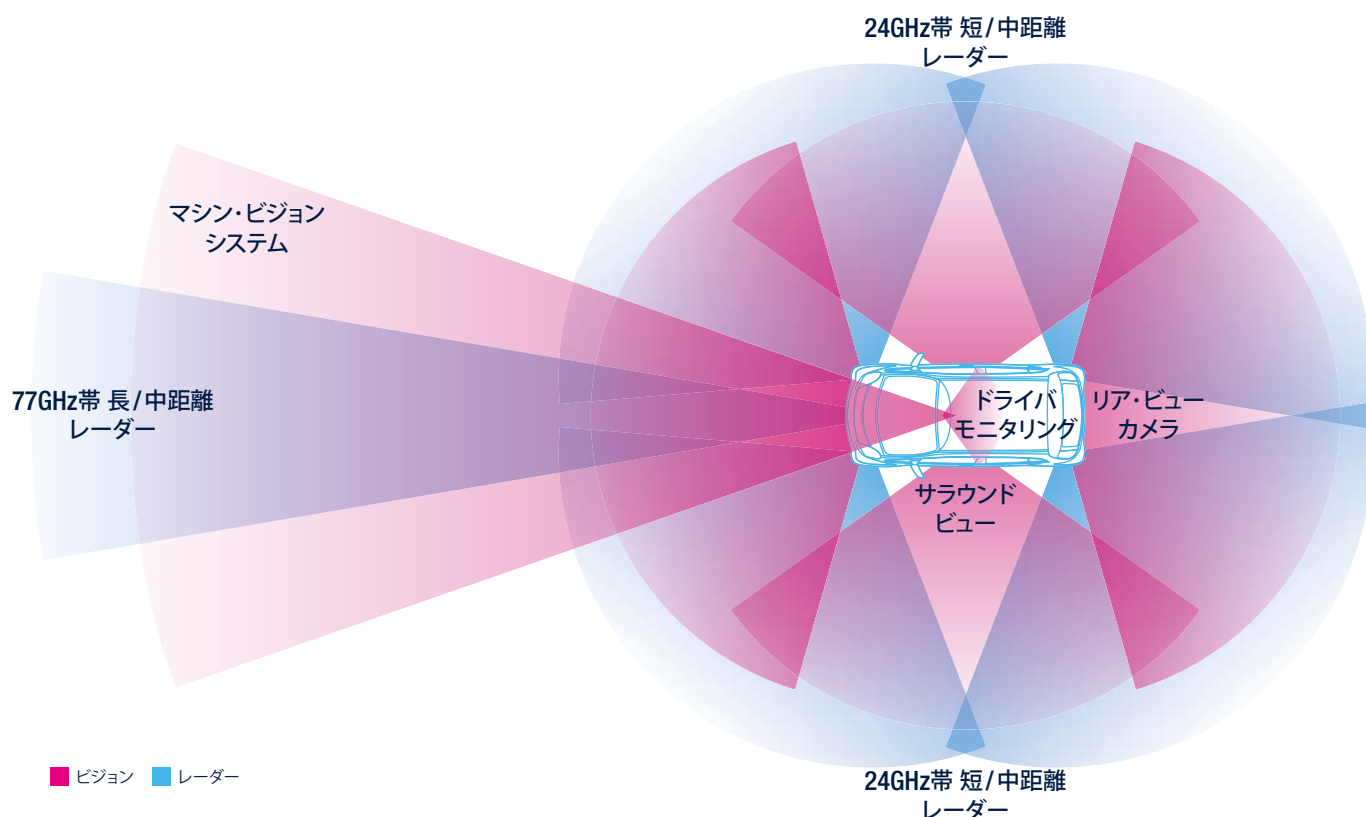 24GHz帯 短/中距離
レーダー
マシン・ビジョン
システム
77GHz帯 長/中距離
レーダー
ドライバ
モニタリング
リア・ビュー
カメラ
サラウンド
ビュー
ビジョン
レーダー
24GHz帯 短/中距離
レーダー